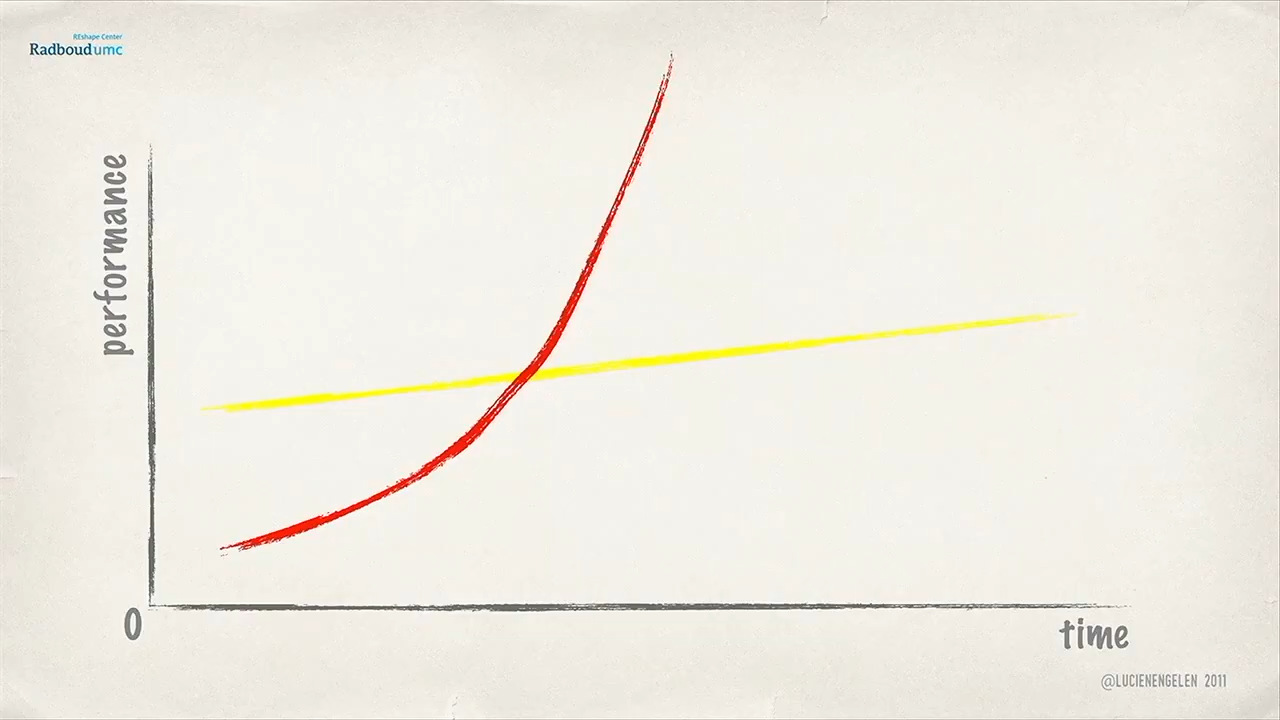 REshape Center
Radboudumc
performance
0
time
@LUCIENENGELEN 2011